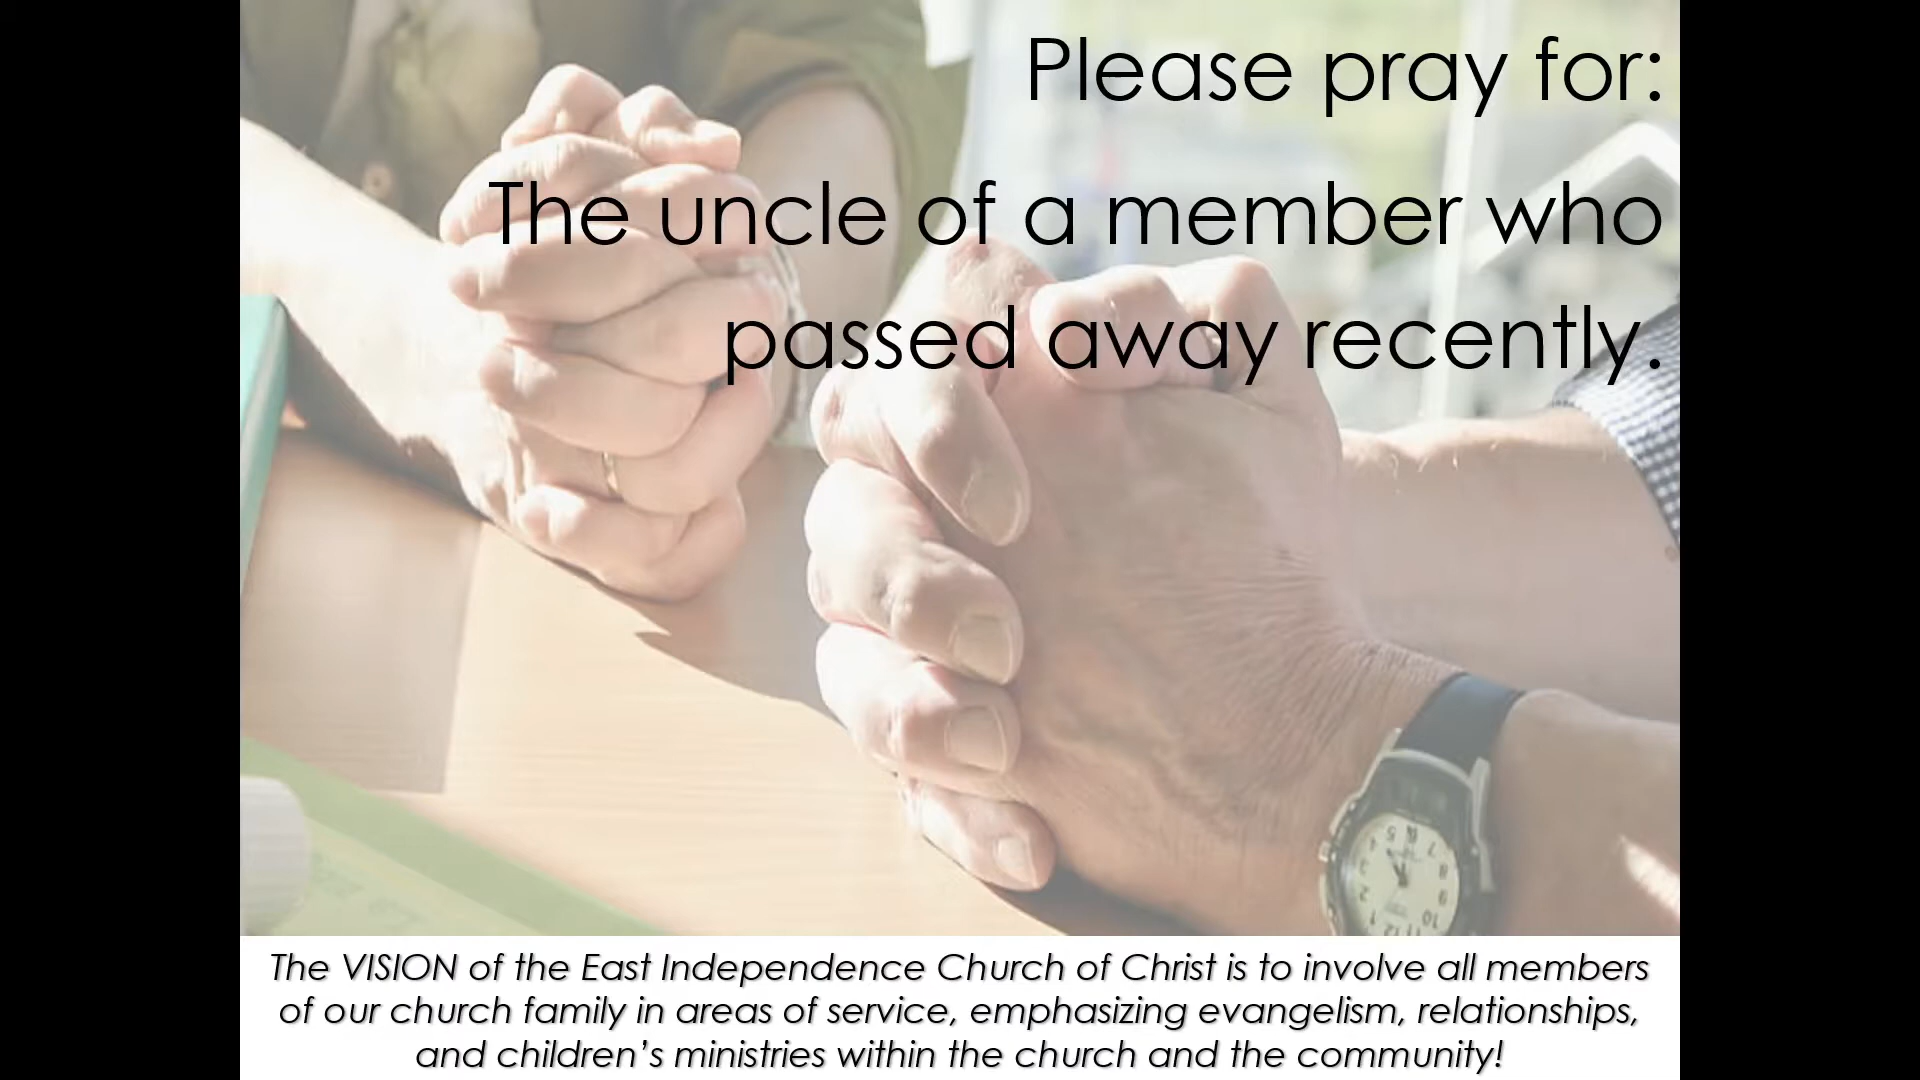 Please pray for:
The uncle of a member who
passed away recently.
The VISION of the East Independence Church of Christ is to involve all members
of our church family in areas of service, emphasizing evangelism, relationships,
and children’s ministries within the church and the community!